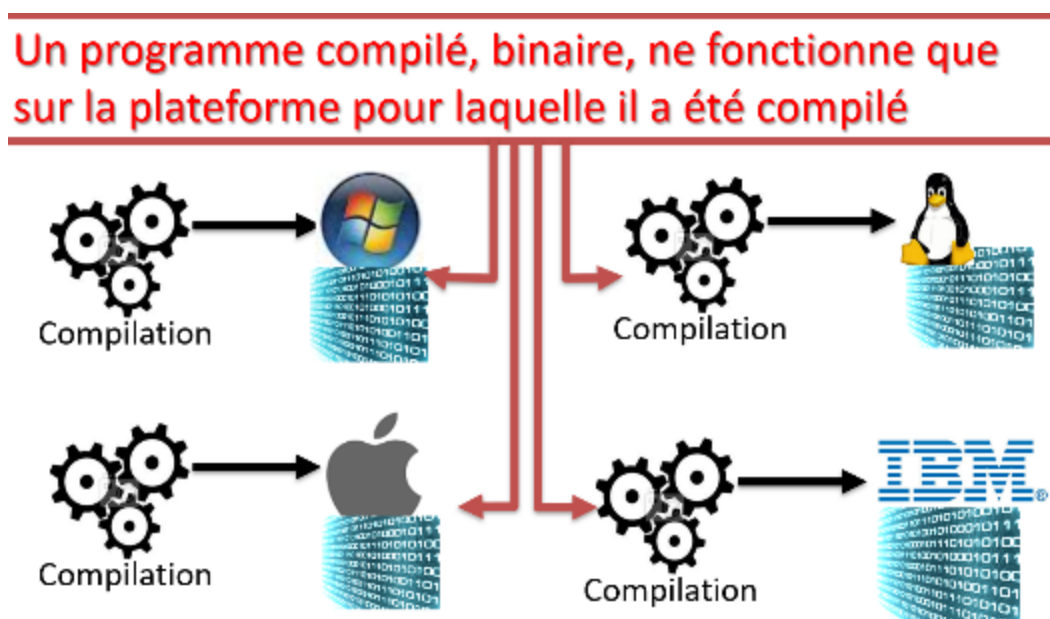 Un programme compilé, binaire, ne fonctionne que
sur la plateforme pour laquelle il a été compilé
Compilation
Compilation
Compilation
IBM®
Compilation